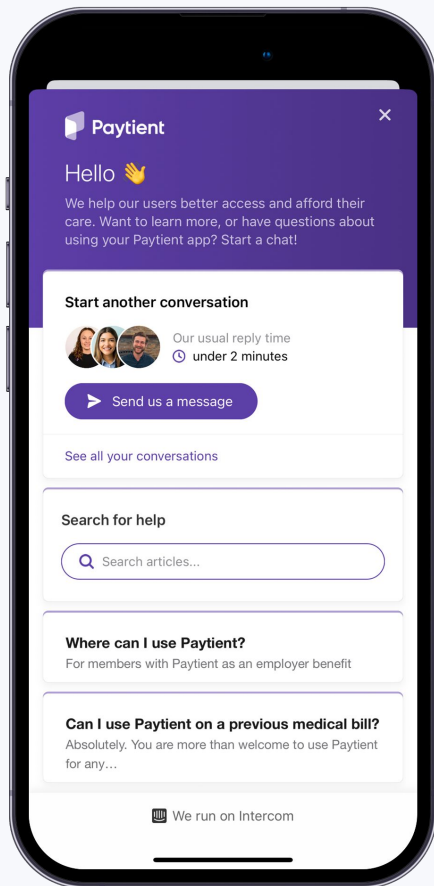 Paytient
Hello 👋
We help our users better access and afford their
care. Want to learn more, or have questions about
using your Paytient app? Start a chat!
Start another conversation
Our usual reply time
under 2 minutes
Send us a message
See all your conversations
Search for help
Search articles...
Where can I use Paytient?
For members with Paytient as an employer benefit
Can I use Paytient on a previous medical bill?
Absolutely. You are more than welcome to use Paytient
for any…
We run on Intercom